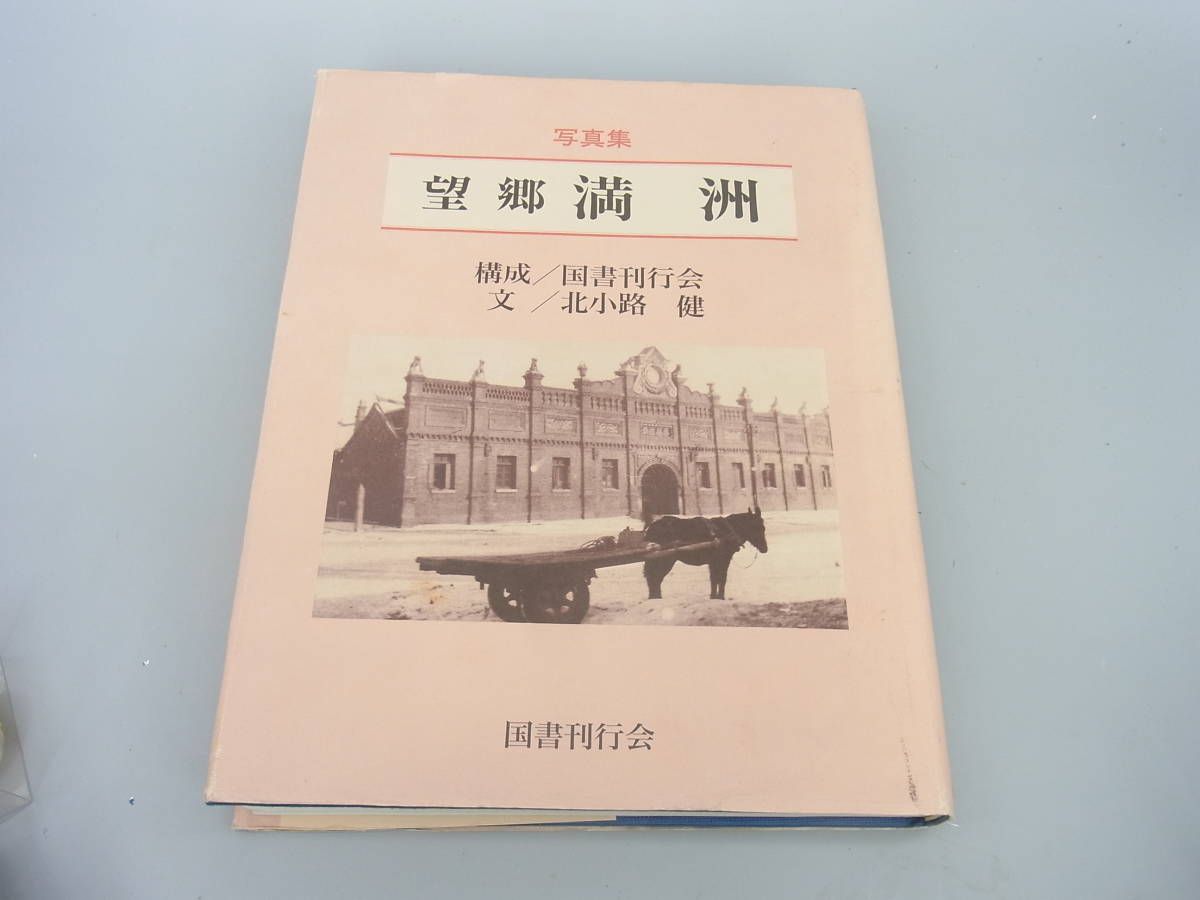 写真集
望郷満 洲
構成／国書刊行会
文／北小路 健
国書刊行会